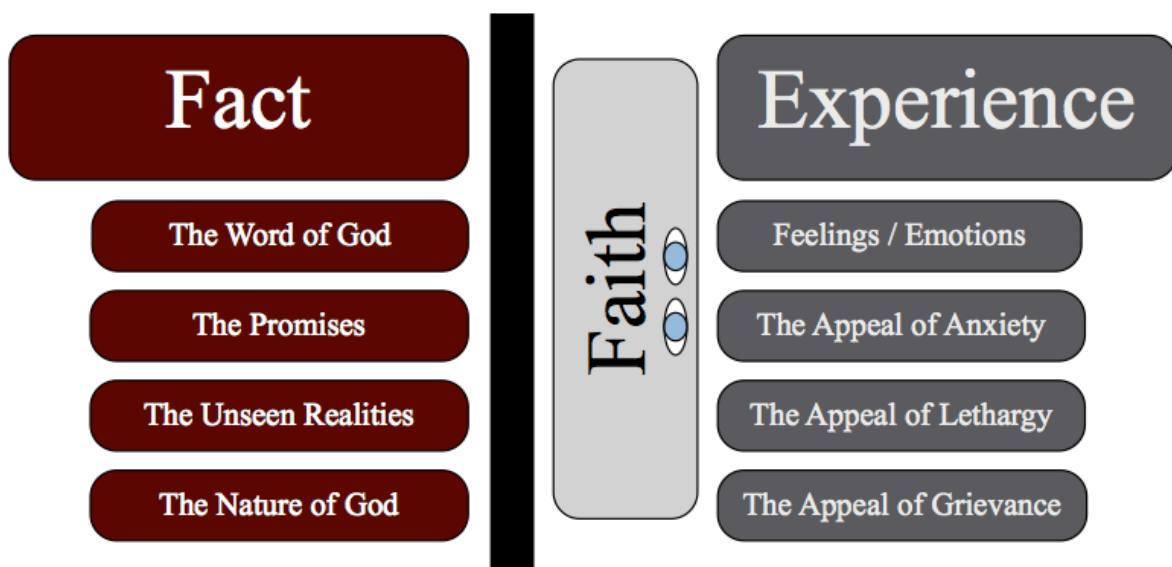 Fact
The Word of God
The Promises
The Unseen Realities
The Nature of God
Faith
Experience
Feelings / Emotions
The Appeal of Anxiety
The Appeal of Lethargy
The Appeal of Grievance